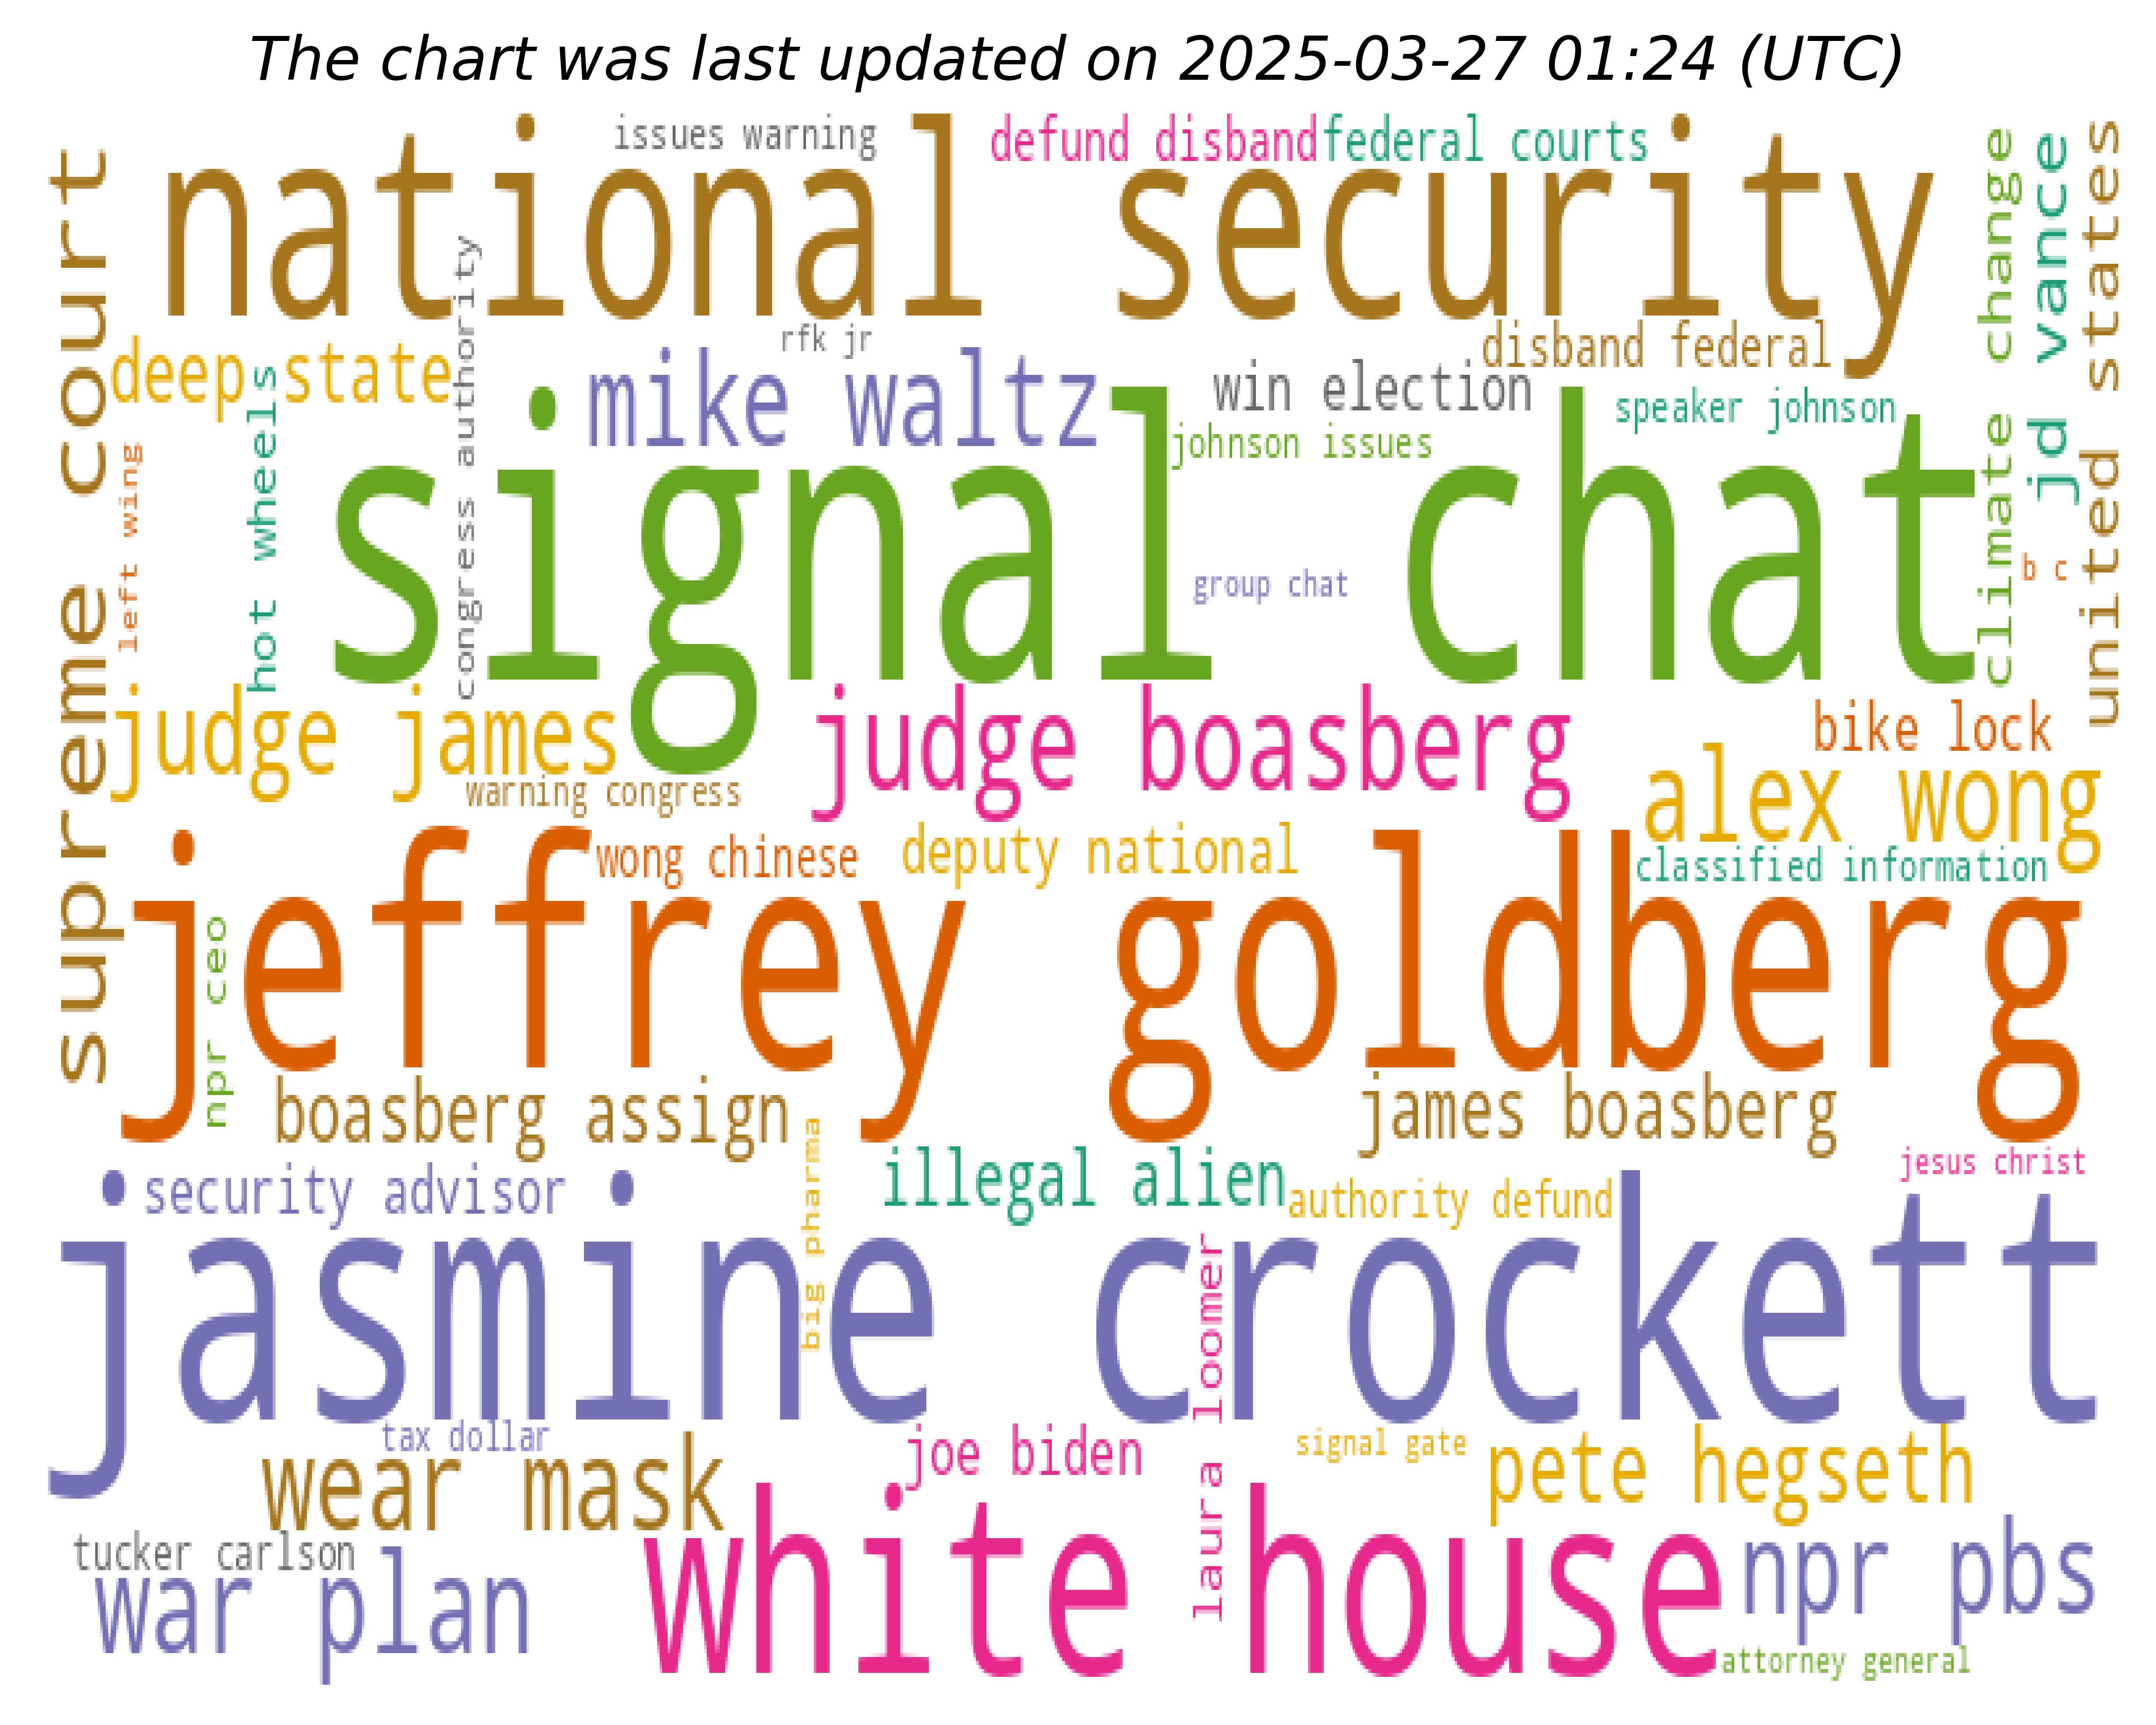 The chart was last updated on 2025-03-27 01:24 (UTC)
issues warning
defund disband
federal courts
national security
supreme court
climate change
jd vance
united states
congress authority
rfk jr
disband federal
deep state
mike waltz
win election
speaker johnson
johnson issues
hot wheels
left wing
signal chat
group chat
b c
judge james
judge boasberg
bike lock
warning congress
alex wong
wong chinese
deputy national
classified information
jeffrey goldberg
npr ceo
boasberg assign
james boasberg
big pharma
illegal alien
jesus christ
security advisor
authority defund
jasmine crockett
laura loomer
tax dollar
joe biden
signal gate
pete hegseth
wear mask
tucker carlson
white house
npr pbs
war plan
attorney general